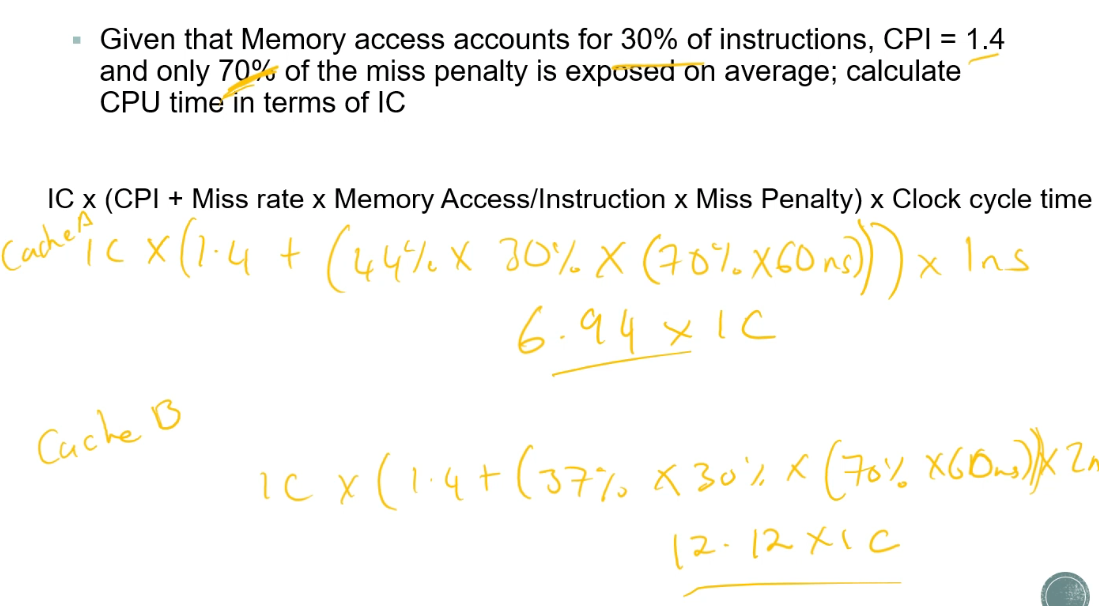 Given that Memory access accounts for 30% of instructions, CPI = 1.4
and only 70% of the miss penalty is exposed on average; calculate
CPU time in terms of IC
IC x (CPI + Miss rate x Memory Access/Instruction x Miss Penalty) x Clock cycle time
Cache A IC x (1.4 + (44% x 30% x (70% x 60ns))) x 1ns
6.94 x IC
Cache B
IC x (1.4 + (37% x 30% x (70% x 60ns)) x 2n
12.12 x IC